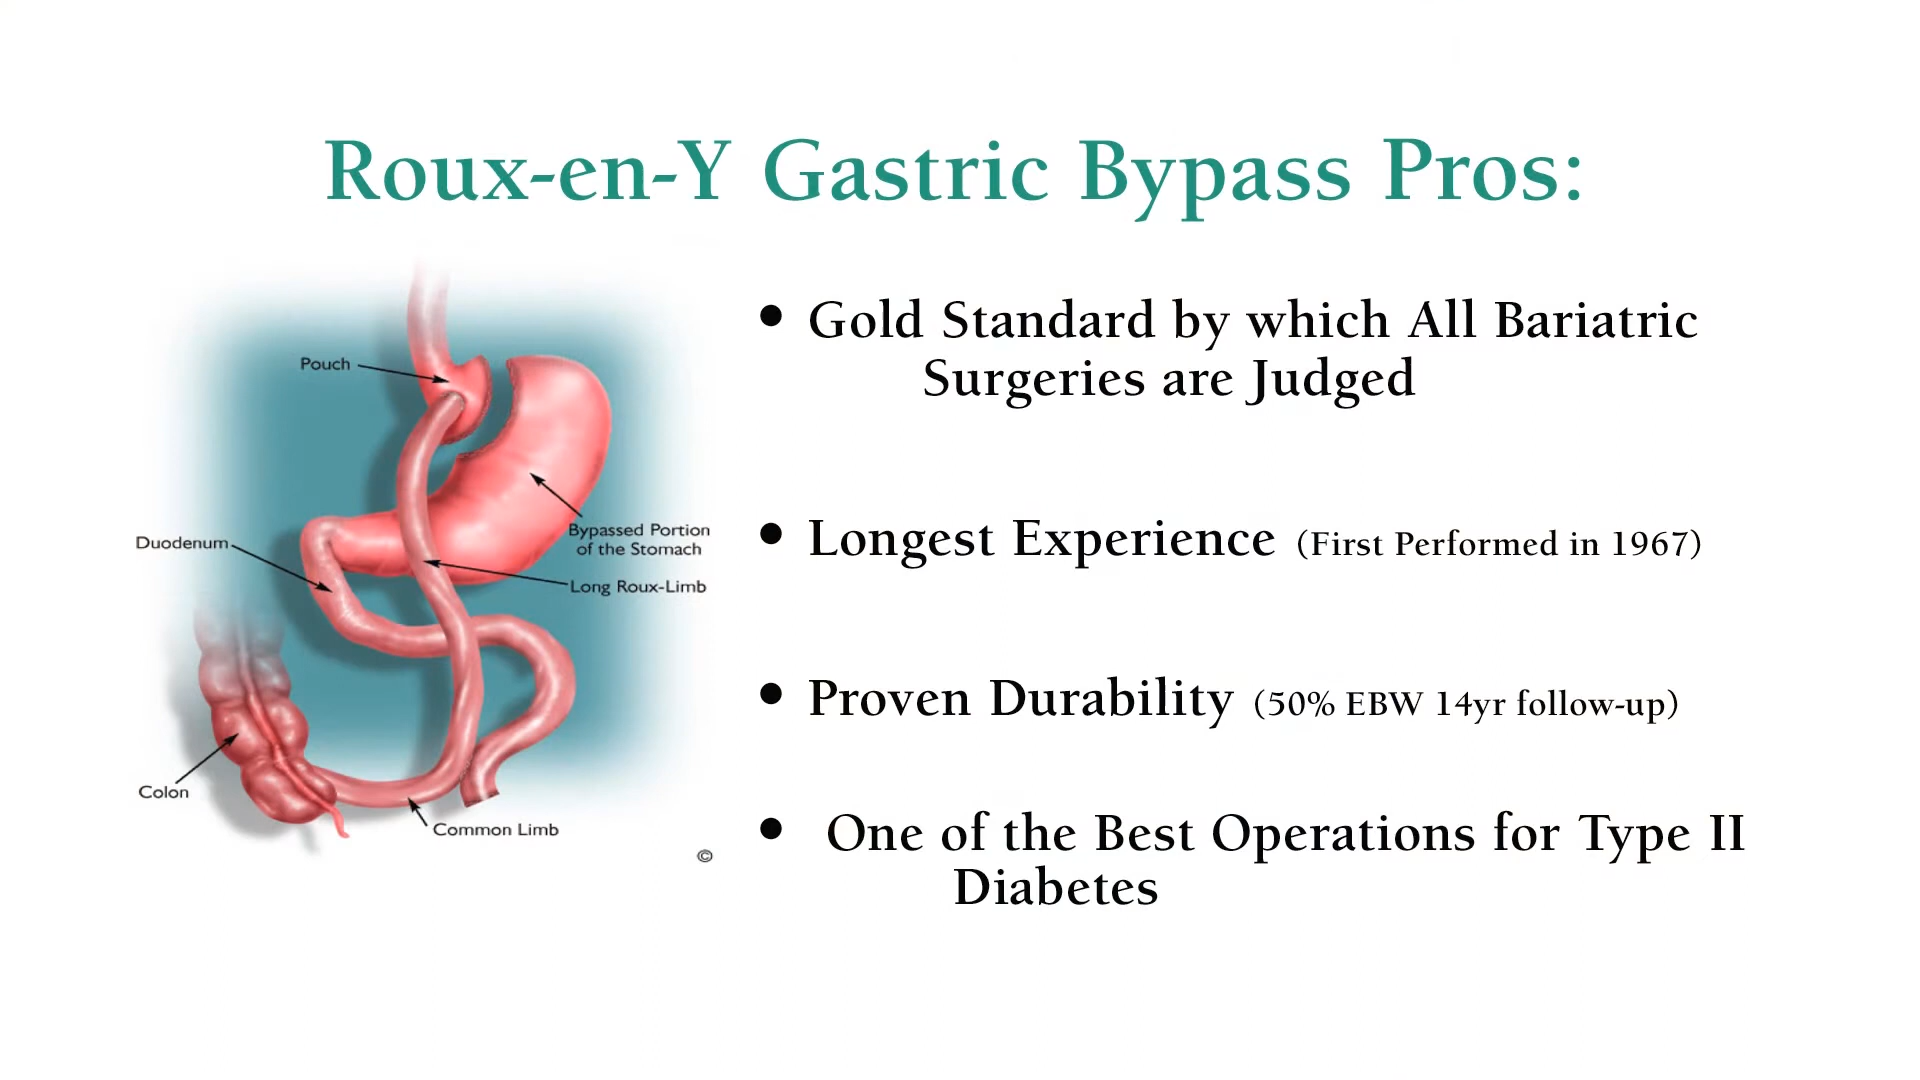 Roux-en-Y Gastric Bypass Pros:
Pouch
Duodenum
Bypassed Portion
of the Stomach
Long Roux-Limb
Colon
Common Limb
©
• Gold Standard by which All Bariatric
Surgeries are Judged
• Longest Experience (First Performed in 1967)
• Proven Durability (50% EBW 14yr follow-up)
• One of the Best Operations for Type II
Diabetes